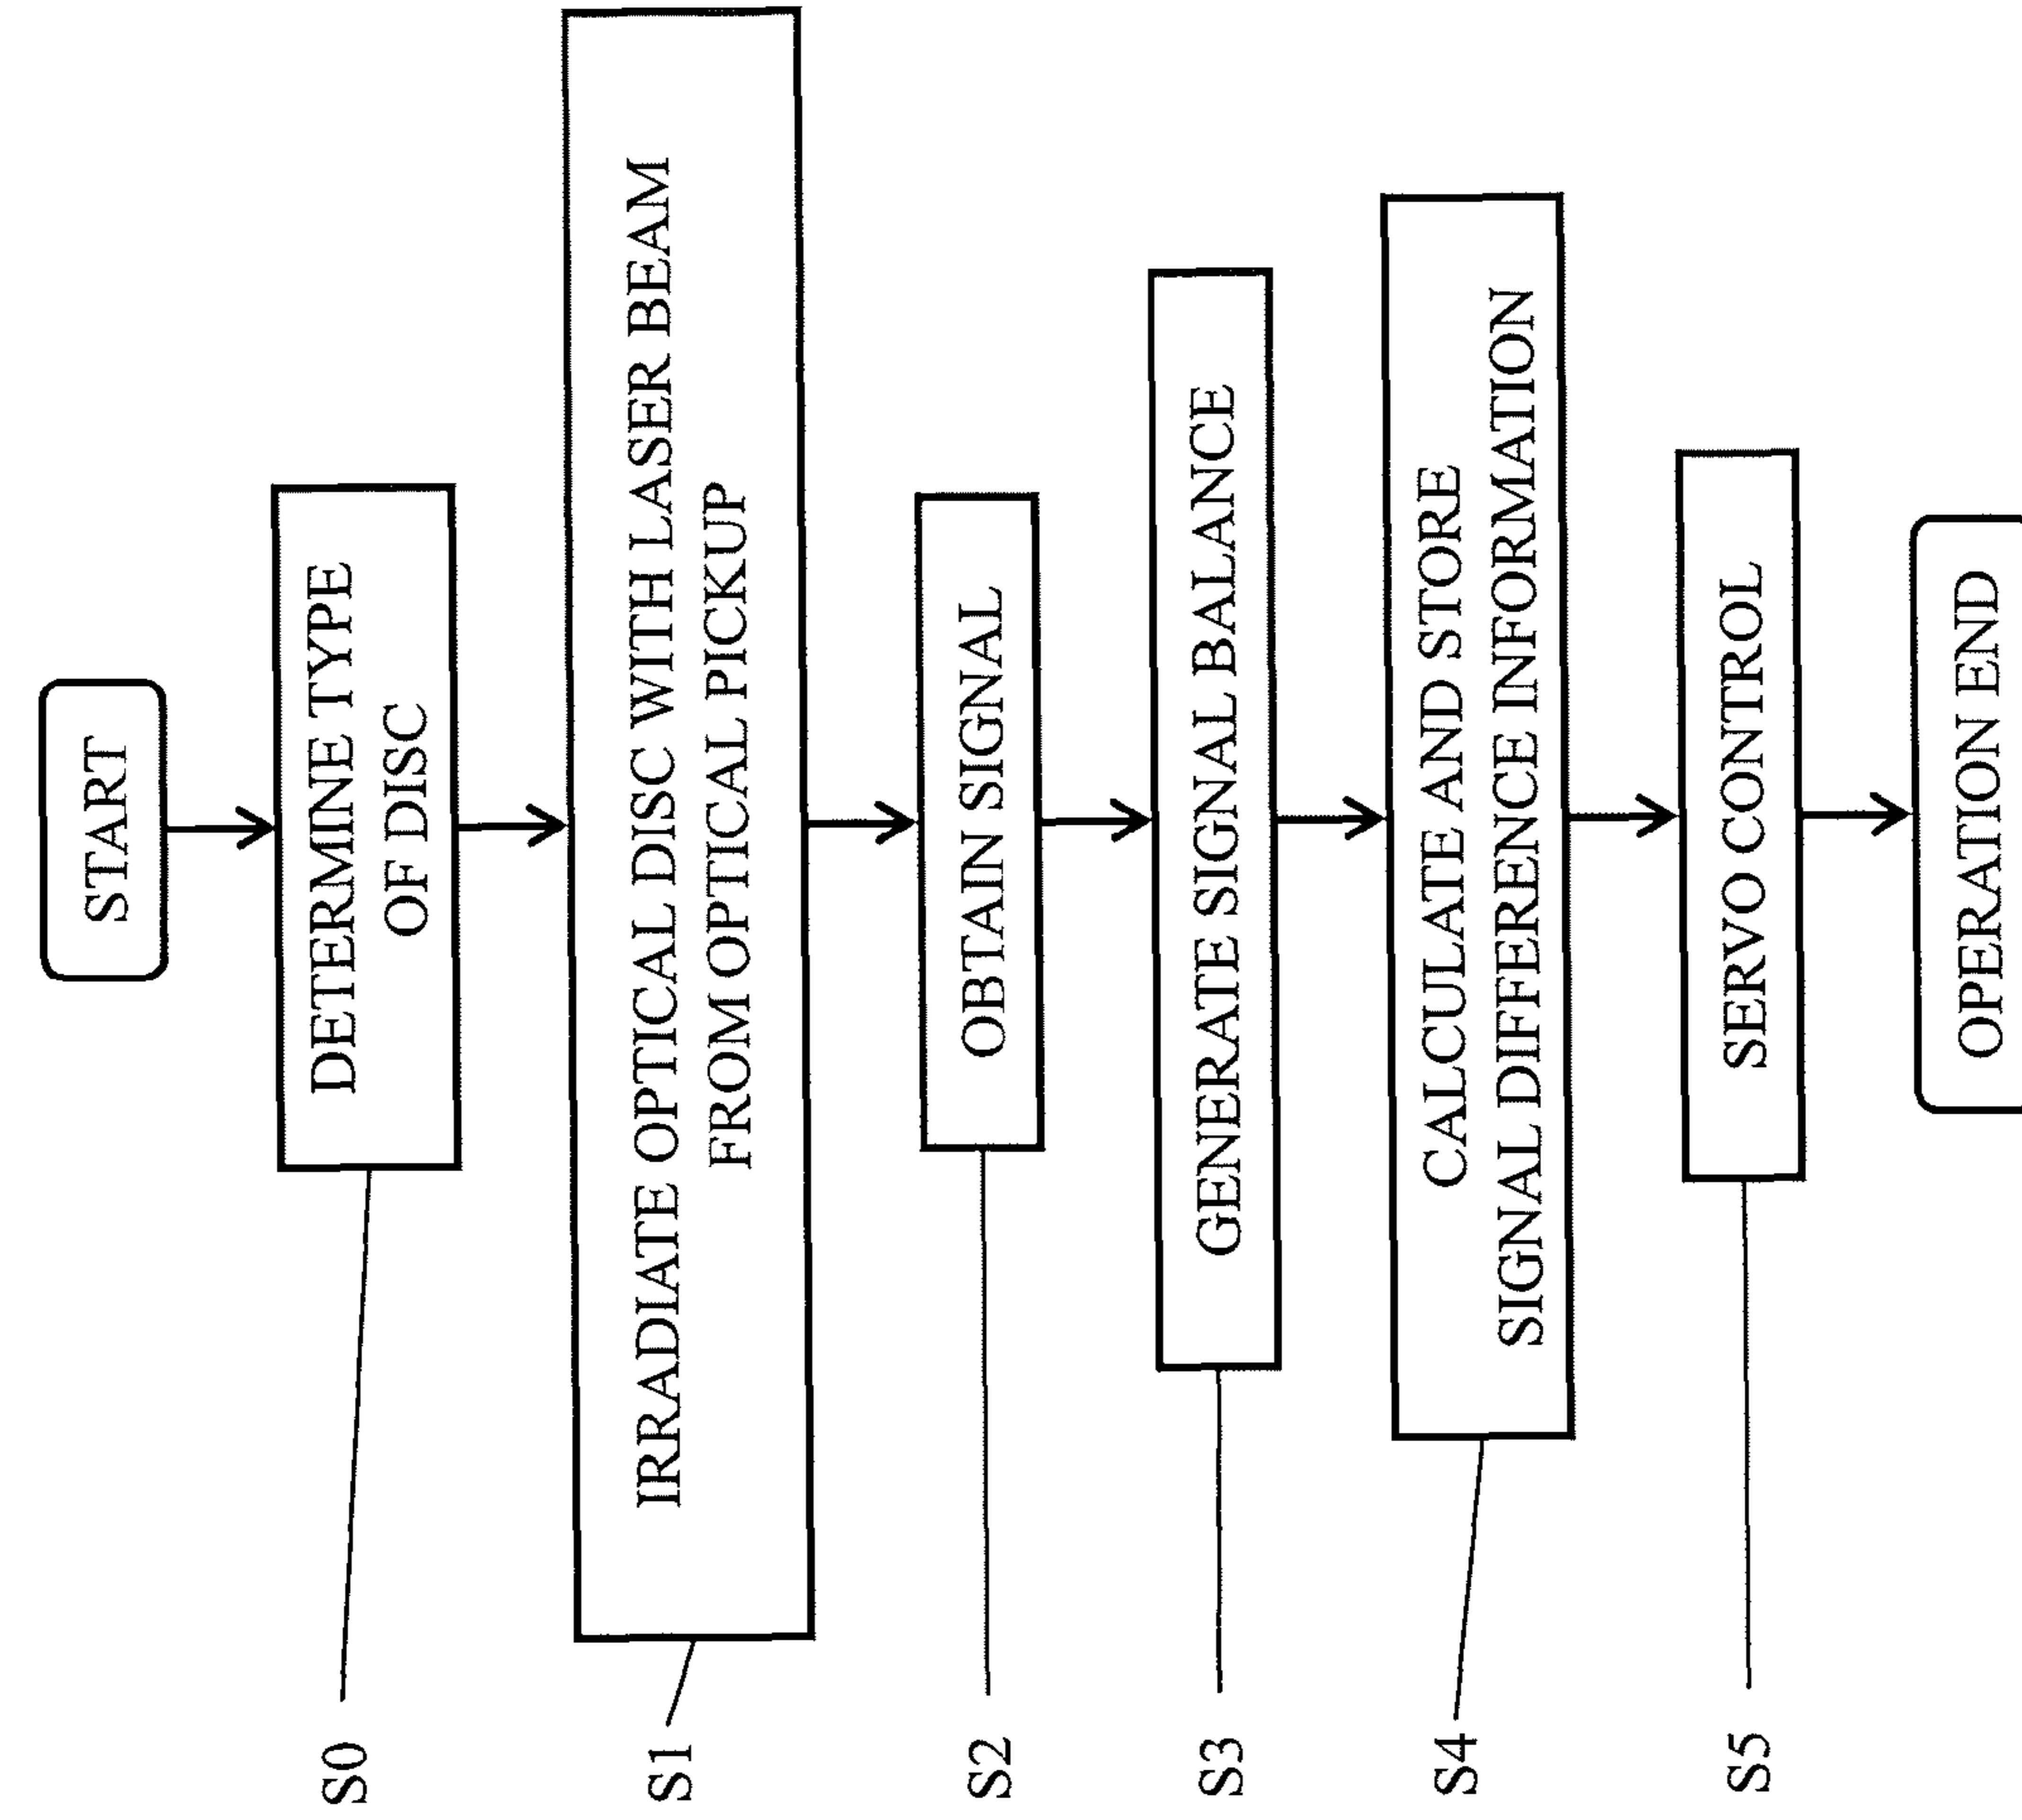 START
S0
DETERMINE TYPE
OF DISC
S1
IRRADIATE OPTICAL DISC WITH LASER BEAM
FROM OPTICAL PICKUP
S2
OBTAIN SIGNAL
S3
GENERATE SIGNAL BALANCE
S4
CALCULATE AND STORE
SIGNAL DIFFERENCE INFORMATION
S5
SERVO CONTROL
OPERATION END